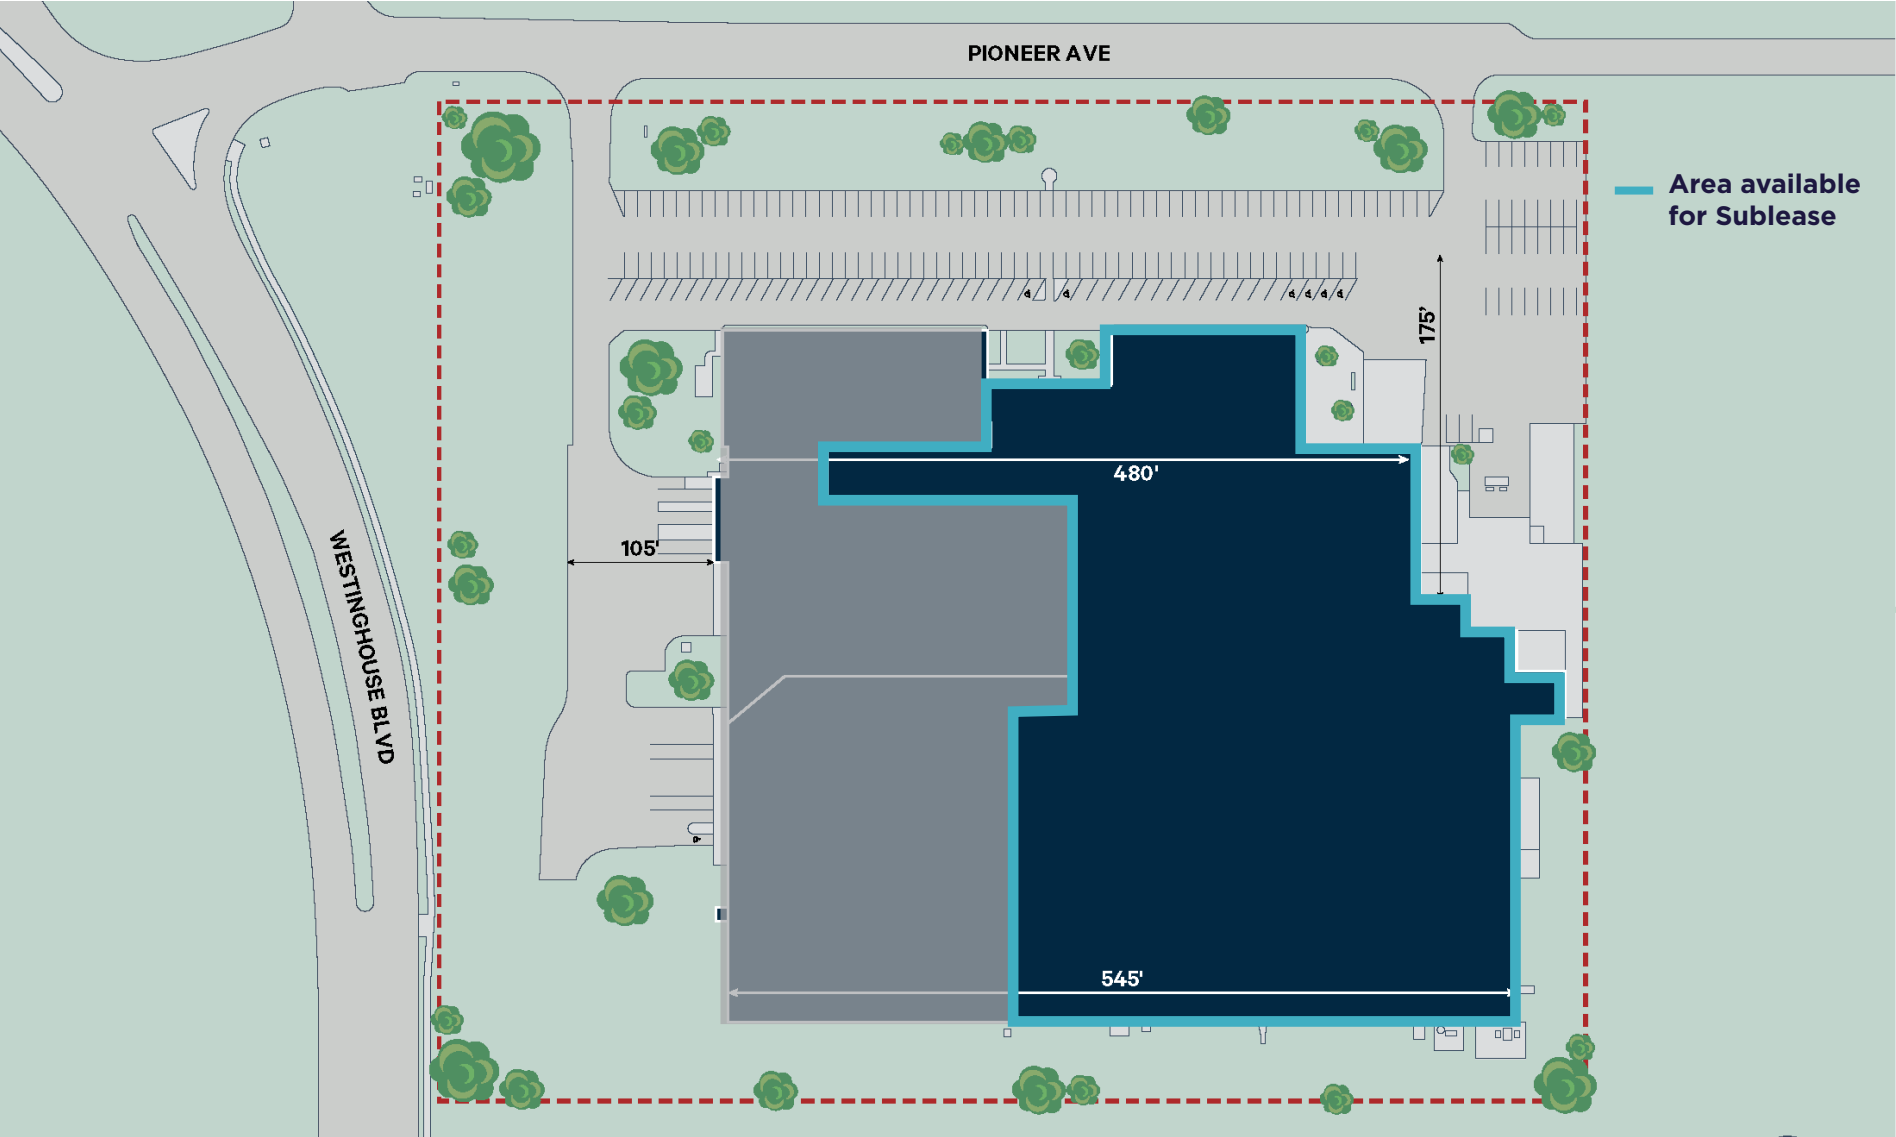 PIONEER AVE
Area available
for Sublease
175'
480'
105'
WESTINGHOUSE BLVD
545'